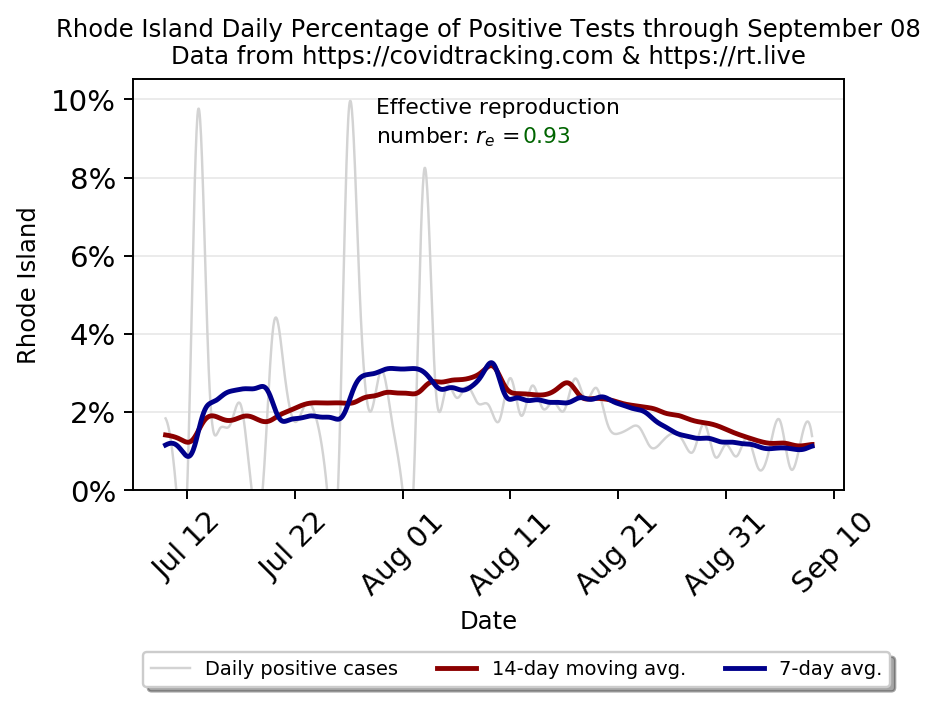 Rhode Island Daily Percentage of Positive Tests through September 08
Data from https://covidtracking.com & https://rt.live
Effective reproduction
number: rₑ = 0.93
10%
8%
6%
4%
2%
0%
Rhode Island
Jul 12
Jul 22
Aug 01
Aug 11
Aug 21
Aug 31
Sep 10
Date
Daily positive cases
14-day moving avg.
7-day avg.